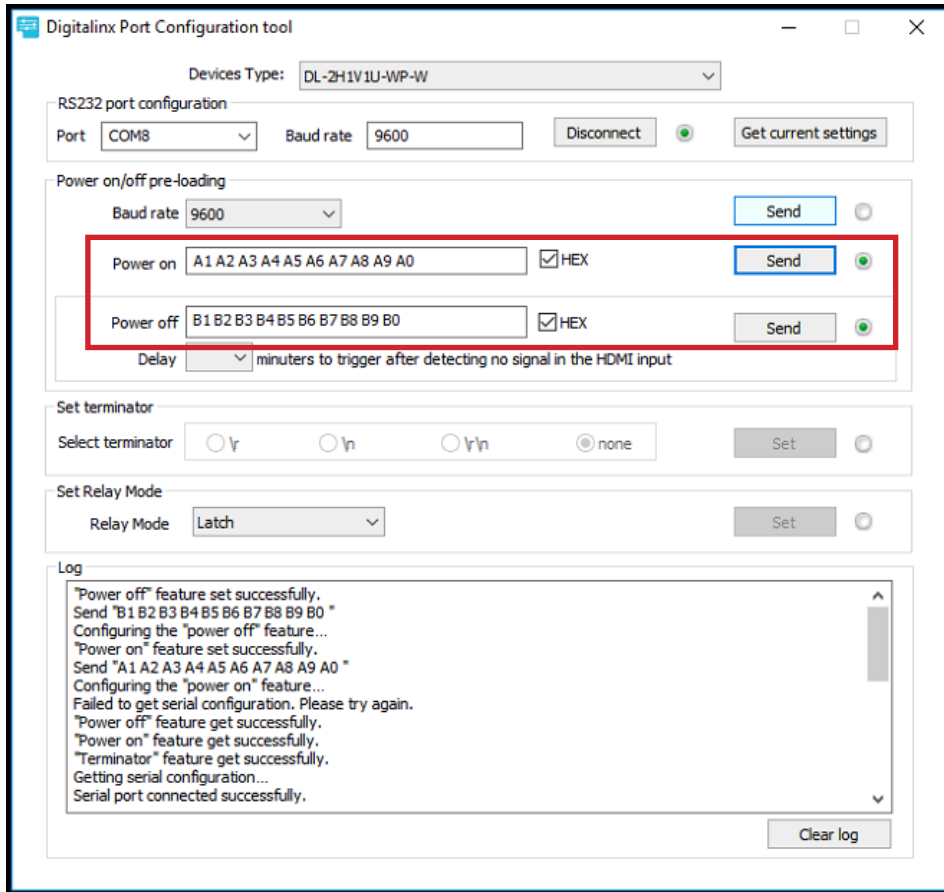 Digitalinx Port Configuration tool
Devices Type: DL-2H1V1U-WP-W
RS232 port configuration
Port COM8 Baud rate 9600 Disconnect Get current settings
Power on/off pre-loading
Baud rate 9600 Send
Power on A1 A2 A3 A4 A5 A6 A7 A8 A9 A0 HEX Send
Power off B1 B2 B3 B4 B5 B6 B7 B8 B9 B0 HEX Send
Delay minuters to trigger after detecting no signal in the HDMI input
Set terminator
Select terminator \r \n \r\n none Set
Set Relay Mode
Relay Mode Latch Set
Log
"Power off" feature set successfully.
Send "B1 B2 B3 B4 B5 B6 B7 B8 B9 B0 "
Configuring the "power off" feature...
"Power on" feature set successfully.
Send "A1 A2 A3 A4 A5 A6 A7 A8 A9 A0 "
Configuring the "power on" feature...
Failed to get serial configuration. Please try again.
"Power off" feature get successfully.
"Power on" feature get successfully.
"Terminator" feature get successfully.
Getting serial configuration...
Serial port connected successfully.
Clear log